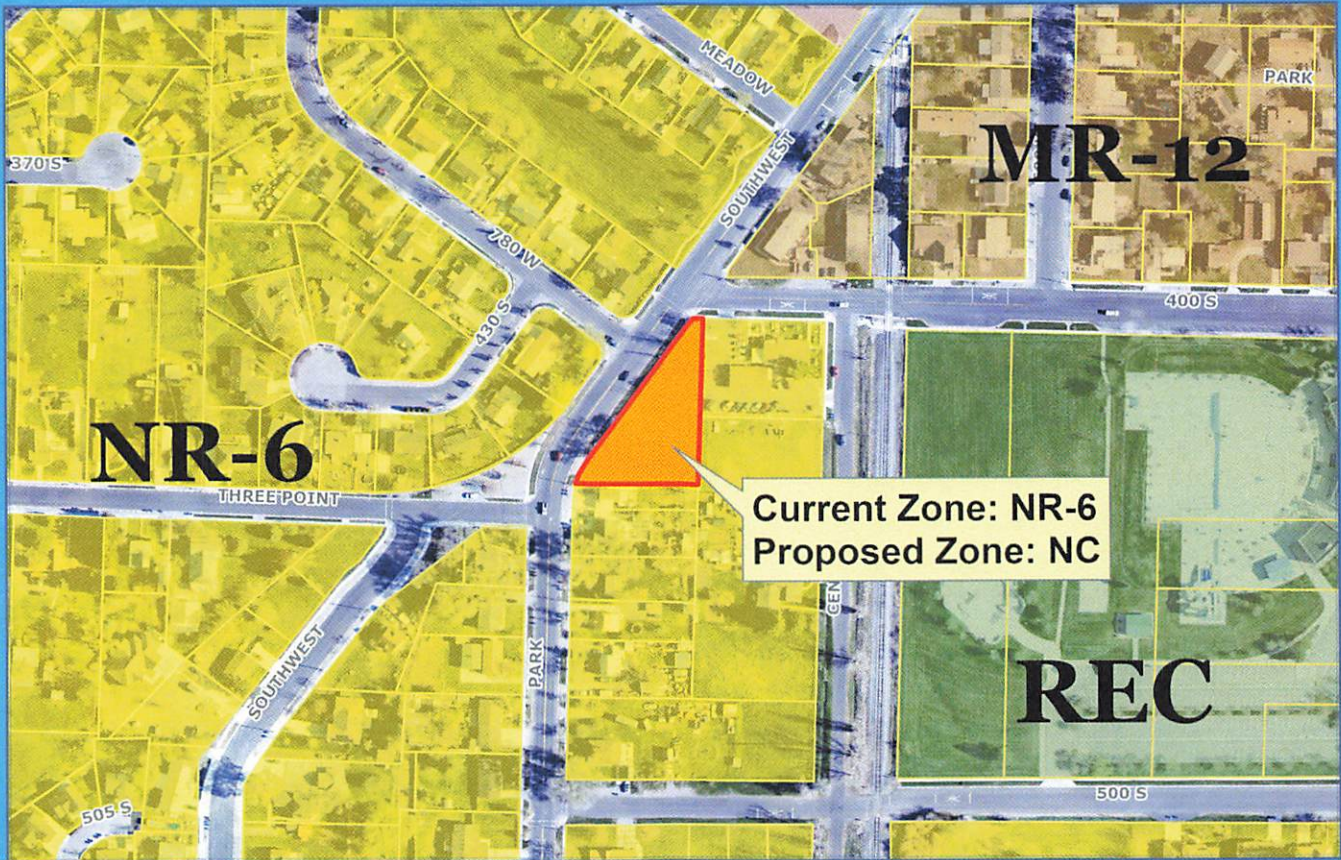 MEADOW
PARK
MR-12
370 S
SOUTHWEST
780 W
400 S
430 S
NR-6
THREE POINT
Current Zone: NR-6
Proposed Zone: NC
SOUTHWEST
PARK
REC
500 S
505 S